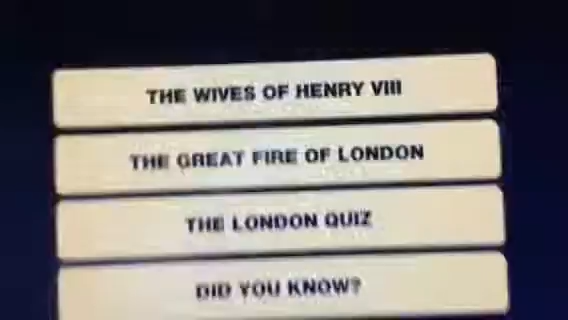 THE WIVES OF HENRY VIII
THE GREAT FIRE OF LONDON
THE LONDON QUIZ
DID YOU KNOW?